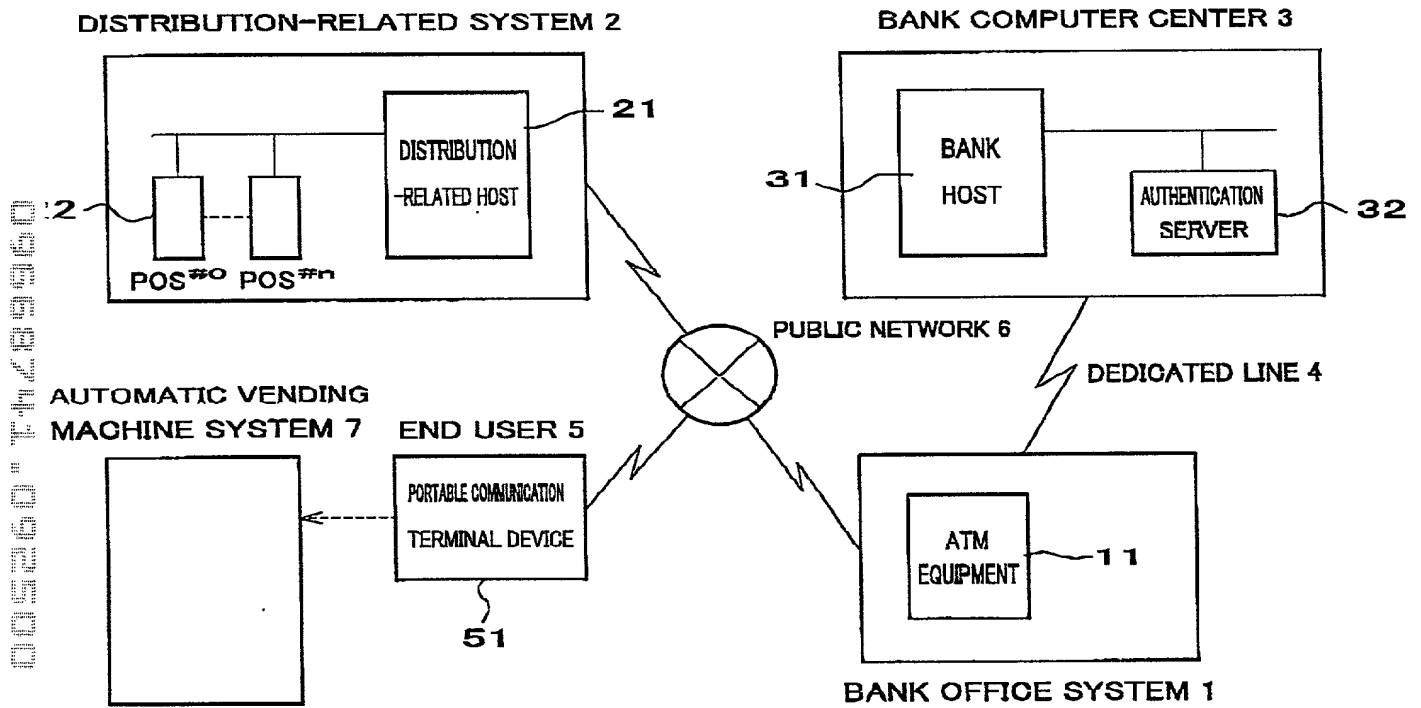 DISTRIBUTION-RELATED SYSTEM 2
BANK COMPUTER CENTER 3
21
DISTRIBUTION
-RELATED HOST
2
POS#0
POS#n
31
BANK
HOST
AUTHENTICATION
SERVER
32
PUBLIC NETWORK 6
DEDICATED LINE 4
AUTOMATIC VENDING
MACHINE SYSTEM 7
END USER 5
PORTABLE COMMUNICATION
TERMINAL DEVICE
51
ATM
EQUIPMENT
11
BANK OFFICE SYSTEM 1